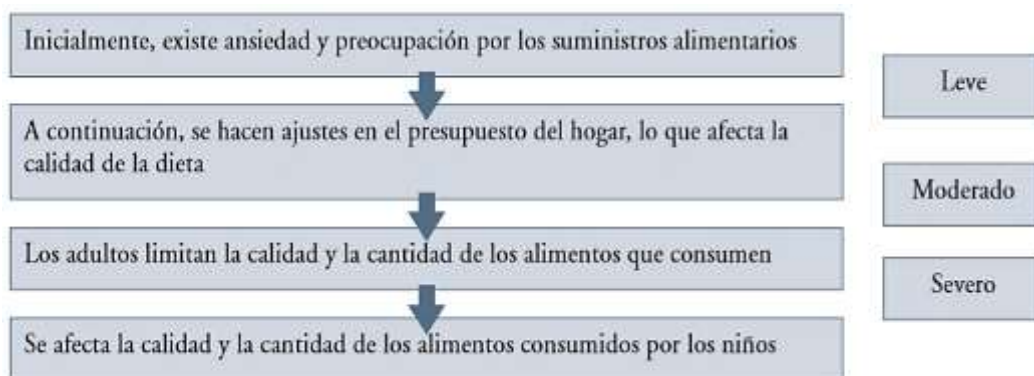 Inicialmente, existe ansiedad y preocupación por los suministros alimentarios
A continuación, se hacen ajustes en el presupuesto del hogar, lo que afecta la
calidad de la dieta
Los adultos limitan la calidad y la cantidad de los alimentos que consumen
Se afecta la calidad y la cantidad de los alimentos consumidos por los niños
Leve
Moderado
Severo